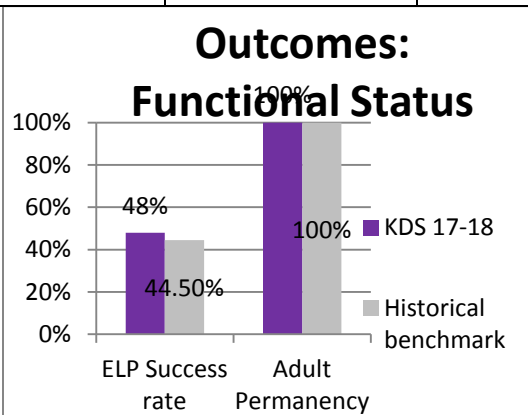 Outcomes:
Functional Status
100%
100%
80%
60%
40%
20%
0%
48%
44.50%
100%
KDS 17-18
Historical
benchmark
ELP Success
rate
Adult
Permanency